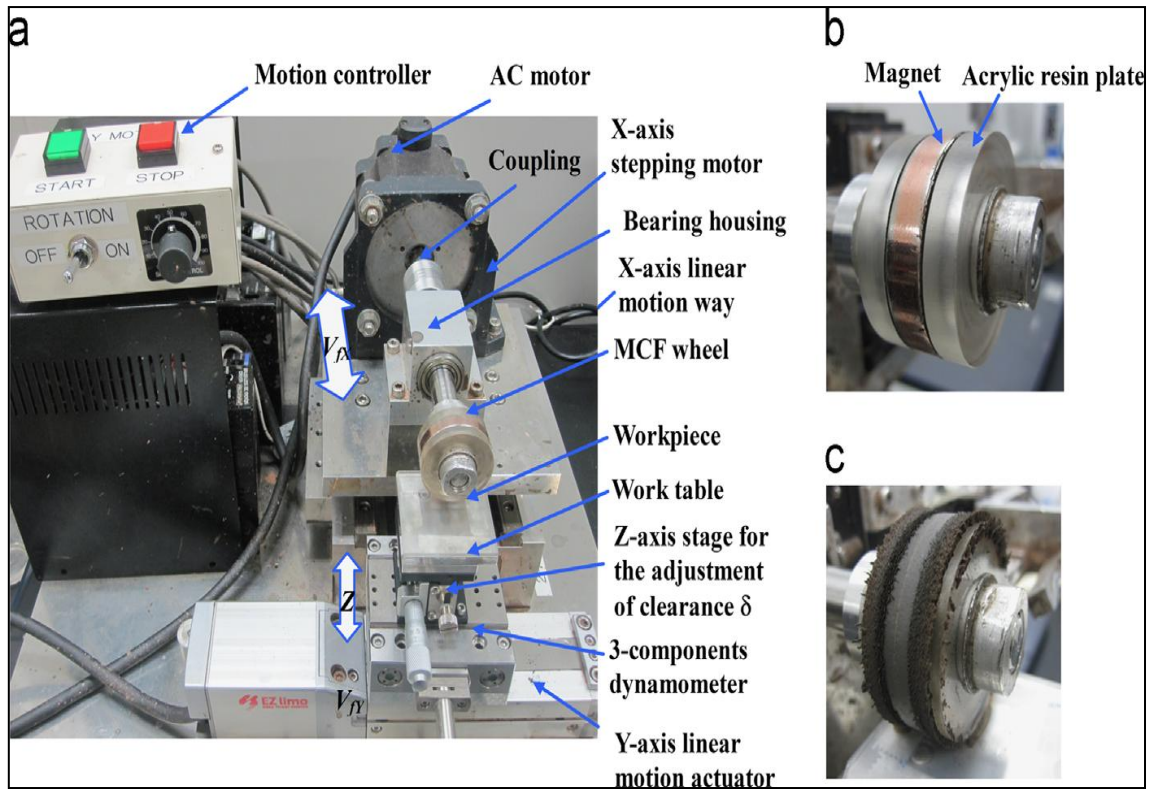 a
Motion controller
AC motor
Coupling
X-axis
stepping motor
Bearing housing
X-axis linear
motion way
MCF wheel
Workpiece
Work table
Z-axis stage for
the adjustment
of clearance δ
3-components
dynamometer
Y-axis linear
motion actuator
START
STOP
ROTATION
OFF
ON
VfX
Z
VfY
EZ limo
b
Magnet
Acrylic resin plate
c